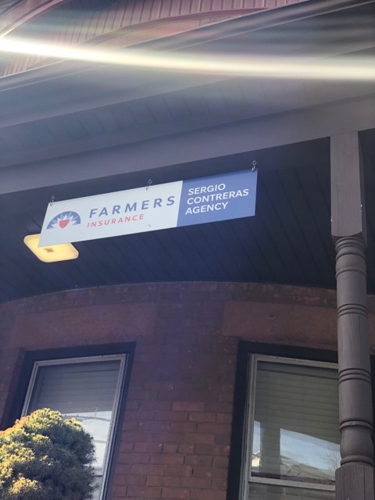 FARMERS
INSURANCE
SERGIO
CONTRERAS
AGENCY